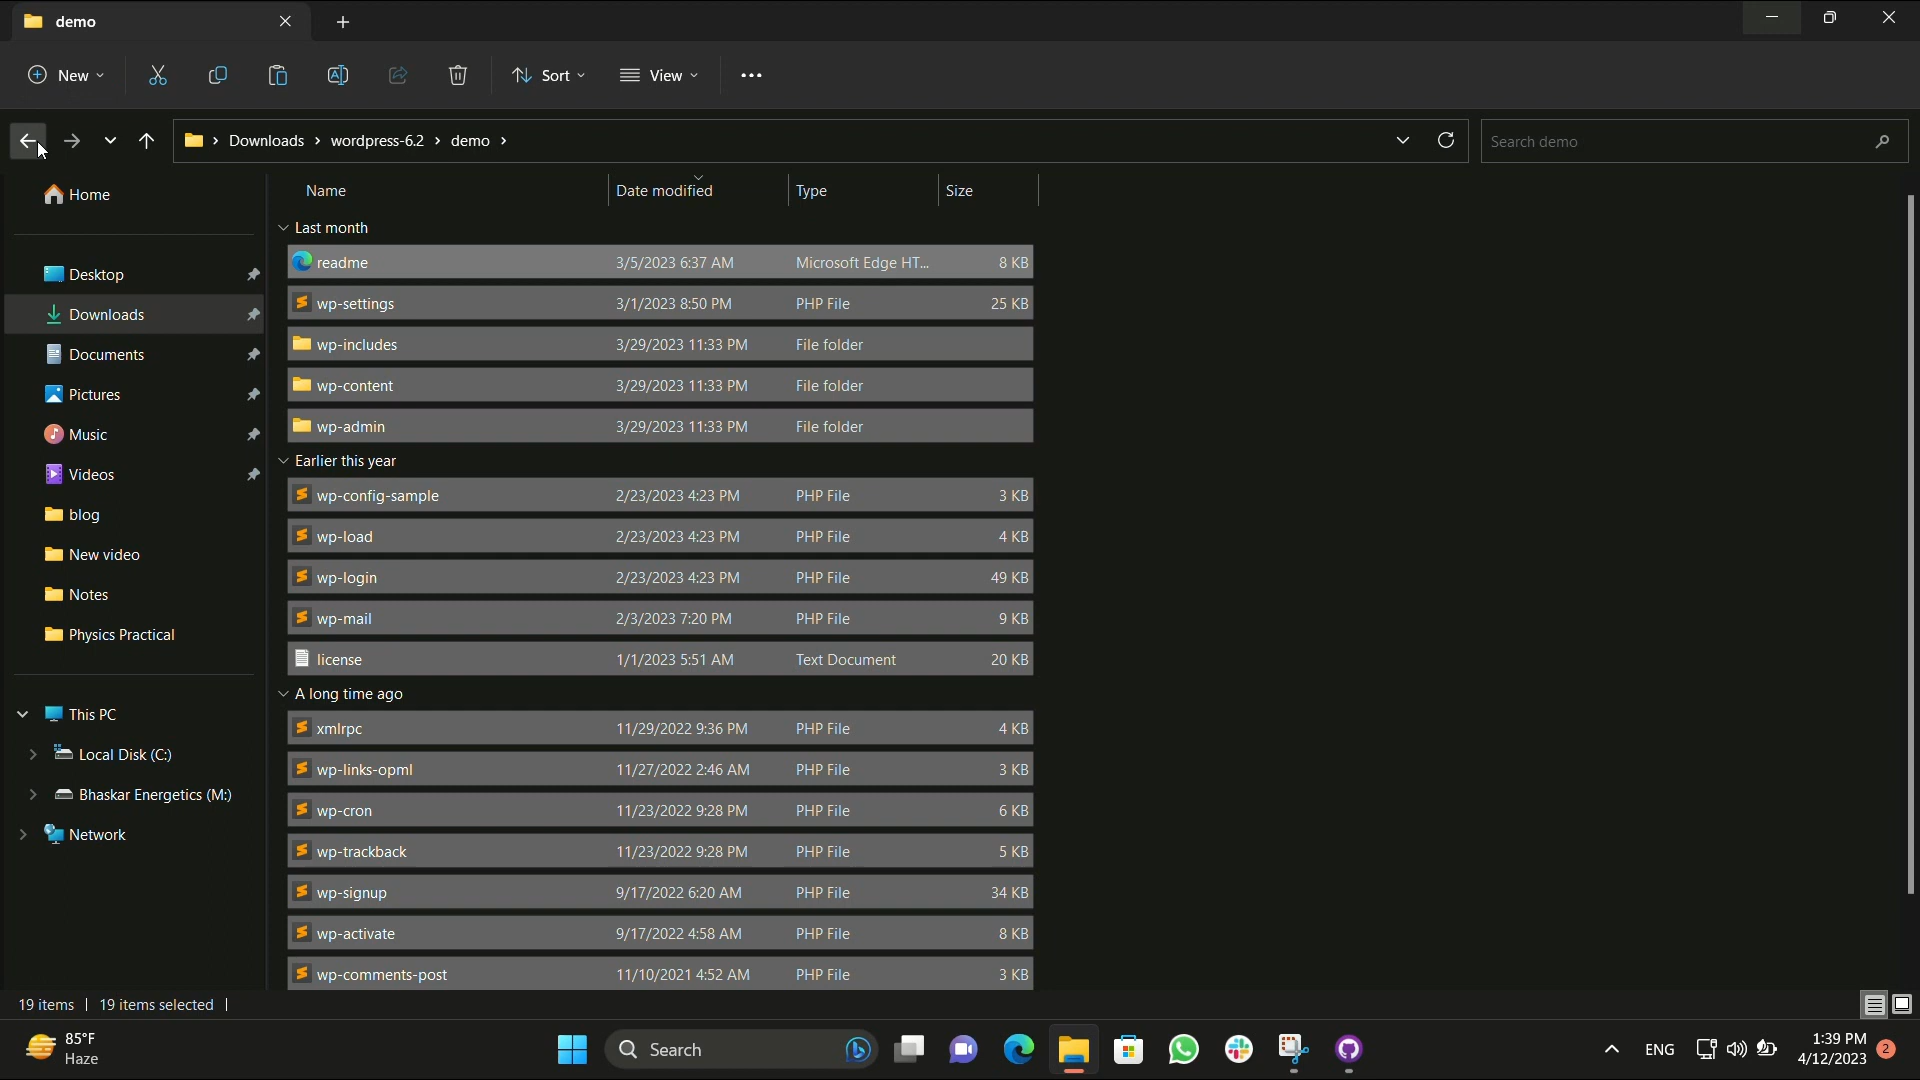 demo
New
Sort
View
Downloads
wordpress-6.2
demo
Search demo
Home
Desktop
Downloads
Documents
Pictures
Music
Videos
blog
New video
Notes
Physics Practical
This PC
Local Disk (C:)
Bhaskar Energetics (M:)
Network
Name Date modified Type Size
Last month
readme 3/5/2023 6:37 AM Microsoft Edge HT... 8 KB
wp-settings 3/1/2023 8:50 PM PHP File 25 KB
wp-includes 3/29/2023 11:33 PM File folder
wp-content 3/29/2023 11:33 PM File folder
wp-admin 3/29/2023 11:33 PM File folder
Earlier this year
wp-config-sample 2/23/2023 4:23 PM PHP File 3 KB
wp-load 2/23/2023 4:23 PM PHP File 4 KB
wp-login 2/23/2023 4:23 PM PHP File 49 KB
wp-mail 2/3/2023 7:20 PM PHP File 9 KB
license 1/1/2023 5:51 AM Text Document 20 KB
A long time ago
xmlrpc 11/29/2022 9:36 PM PHP File 4 KB
wp-links-opml 11/27/2022 2:46 AM PHP File 3 KB
wp-cron 11/23/2022 9:28 PM PHP File 6 KB
wp-trackback 11/23/2022 9:28 PM PHP File 5 KB
wp-signup 9/17/2022 6:20 AM PHP File 34 KB
wp-activate 9/17/2022 4:58 AM PHP File 8 KB
wp-comments-post 11/10/2021 4:52 AM PHP File 3 KB
19 items 19 items selected
85°F
Haze
Search
ENG
1:39 PM
4/12/2023
2